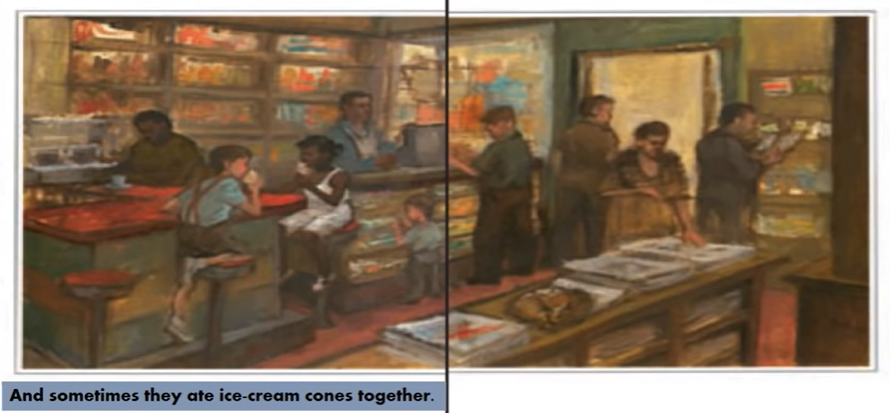 And sometimes they ate ice-cream cones together.